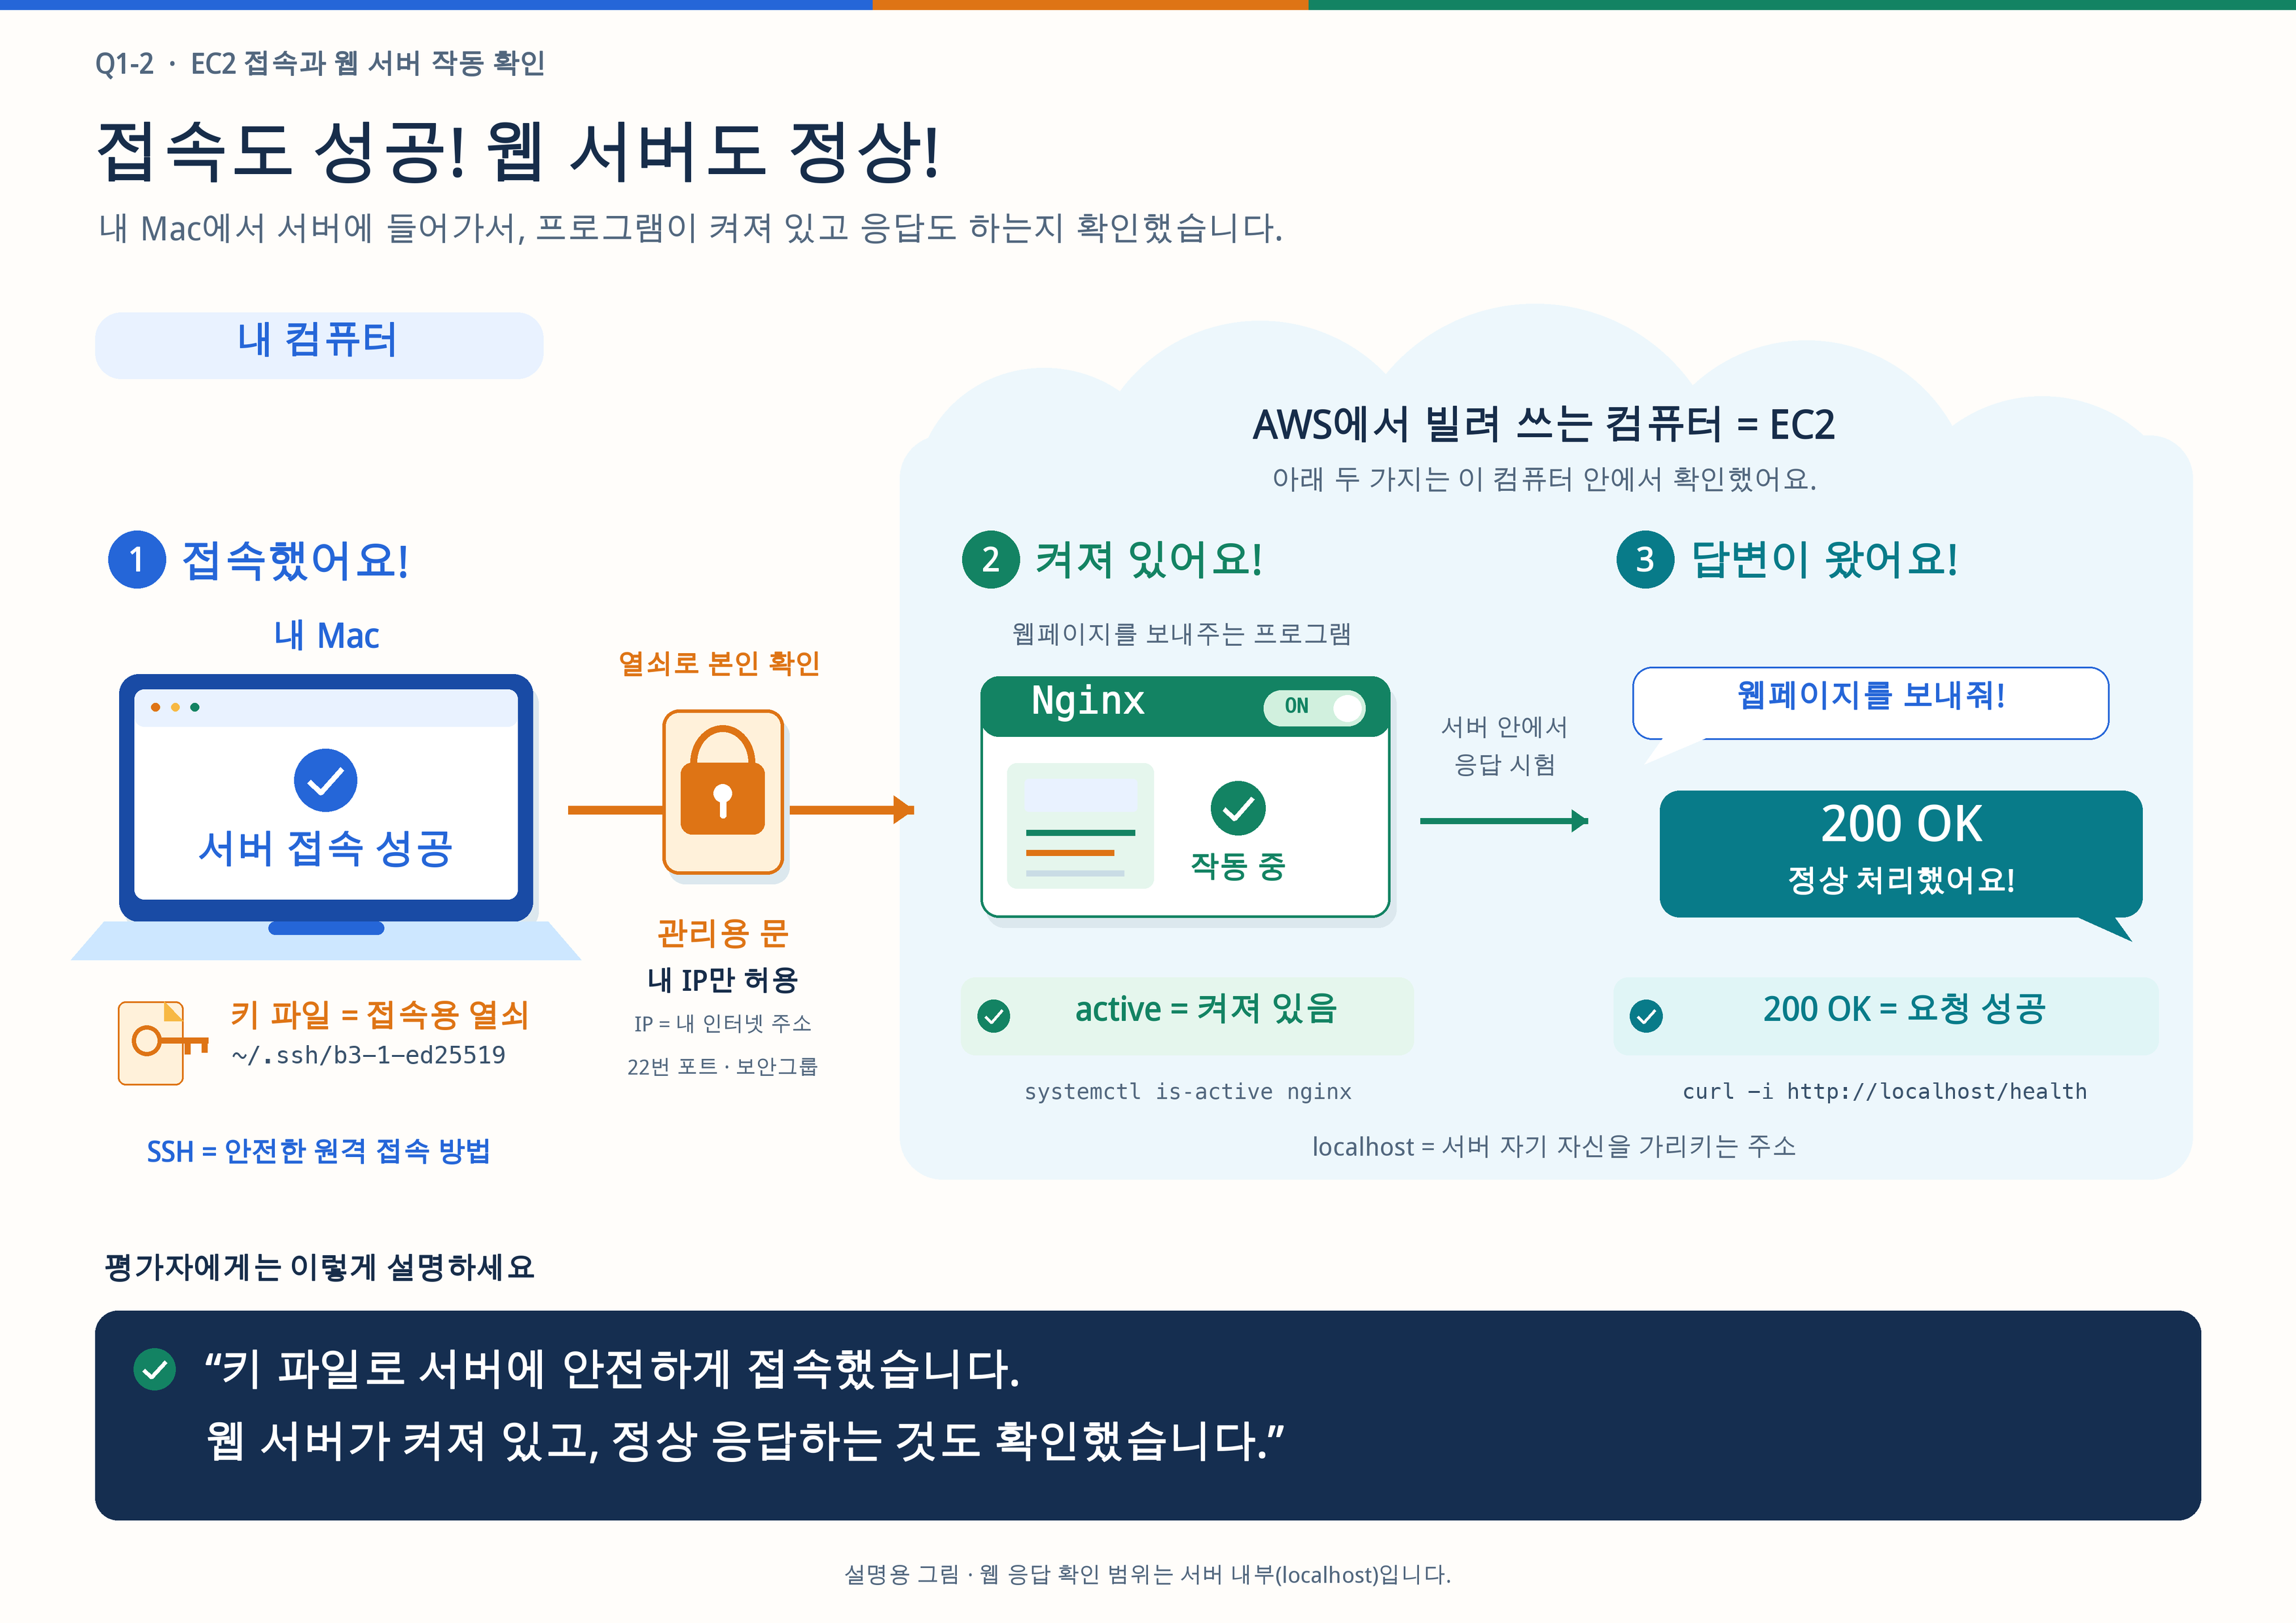 Q1-2 · EC2 접속과 웹 서버 작동 확인
접속도 성공! 웹 서버도 정상!
내 Mac에서 서버에 들어가서, 프로그램이 켜져 있고 응답도 하는지 확인했습니다.
내 컴퓨터
AWS에서 빌려 쓰는 컴퓨터 = EC2
아래 두 가지는 이 컴퓨터 안에서 확인했어요.
1 접속했어요!
내 Mac
서버 접속 성공
키 파일 = 접속용 열쇠
~/.ssh/b3-1-ed25519
SSH = 안전한 원격 접속 방법
열쇠로 본인 확인
관리용 문
내 IP만 허용
IP = 내 인터넷 주소
22번 포트 · 보안그룹
2 켜져 있어요!
웹페이지를 보내주는 프로그램
Nginx ON
작동 중
active = 켜져 있음
systemctl is-active nginx
서버 안에서
응답 시험
3 답변이 왔어요!
웹페이지를 보내줘!
200 OK
정상 처리했어요!
200 OK = 요청 성공
curl -i http://localhost/health
localhost = 서버 자기 자신을 가리키는 주소
평가자에게는 이렇게 설명하세요
“키 파일로 서버에 안전하게 접속했습니다.
웹 서버가 켜져 있고, 정상 응답하는 것도 확인했습니다.”
설명용 그림 · 웹 응답 확인 범위는 서버 내부(localhost)입니다.